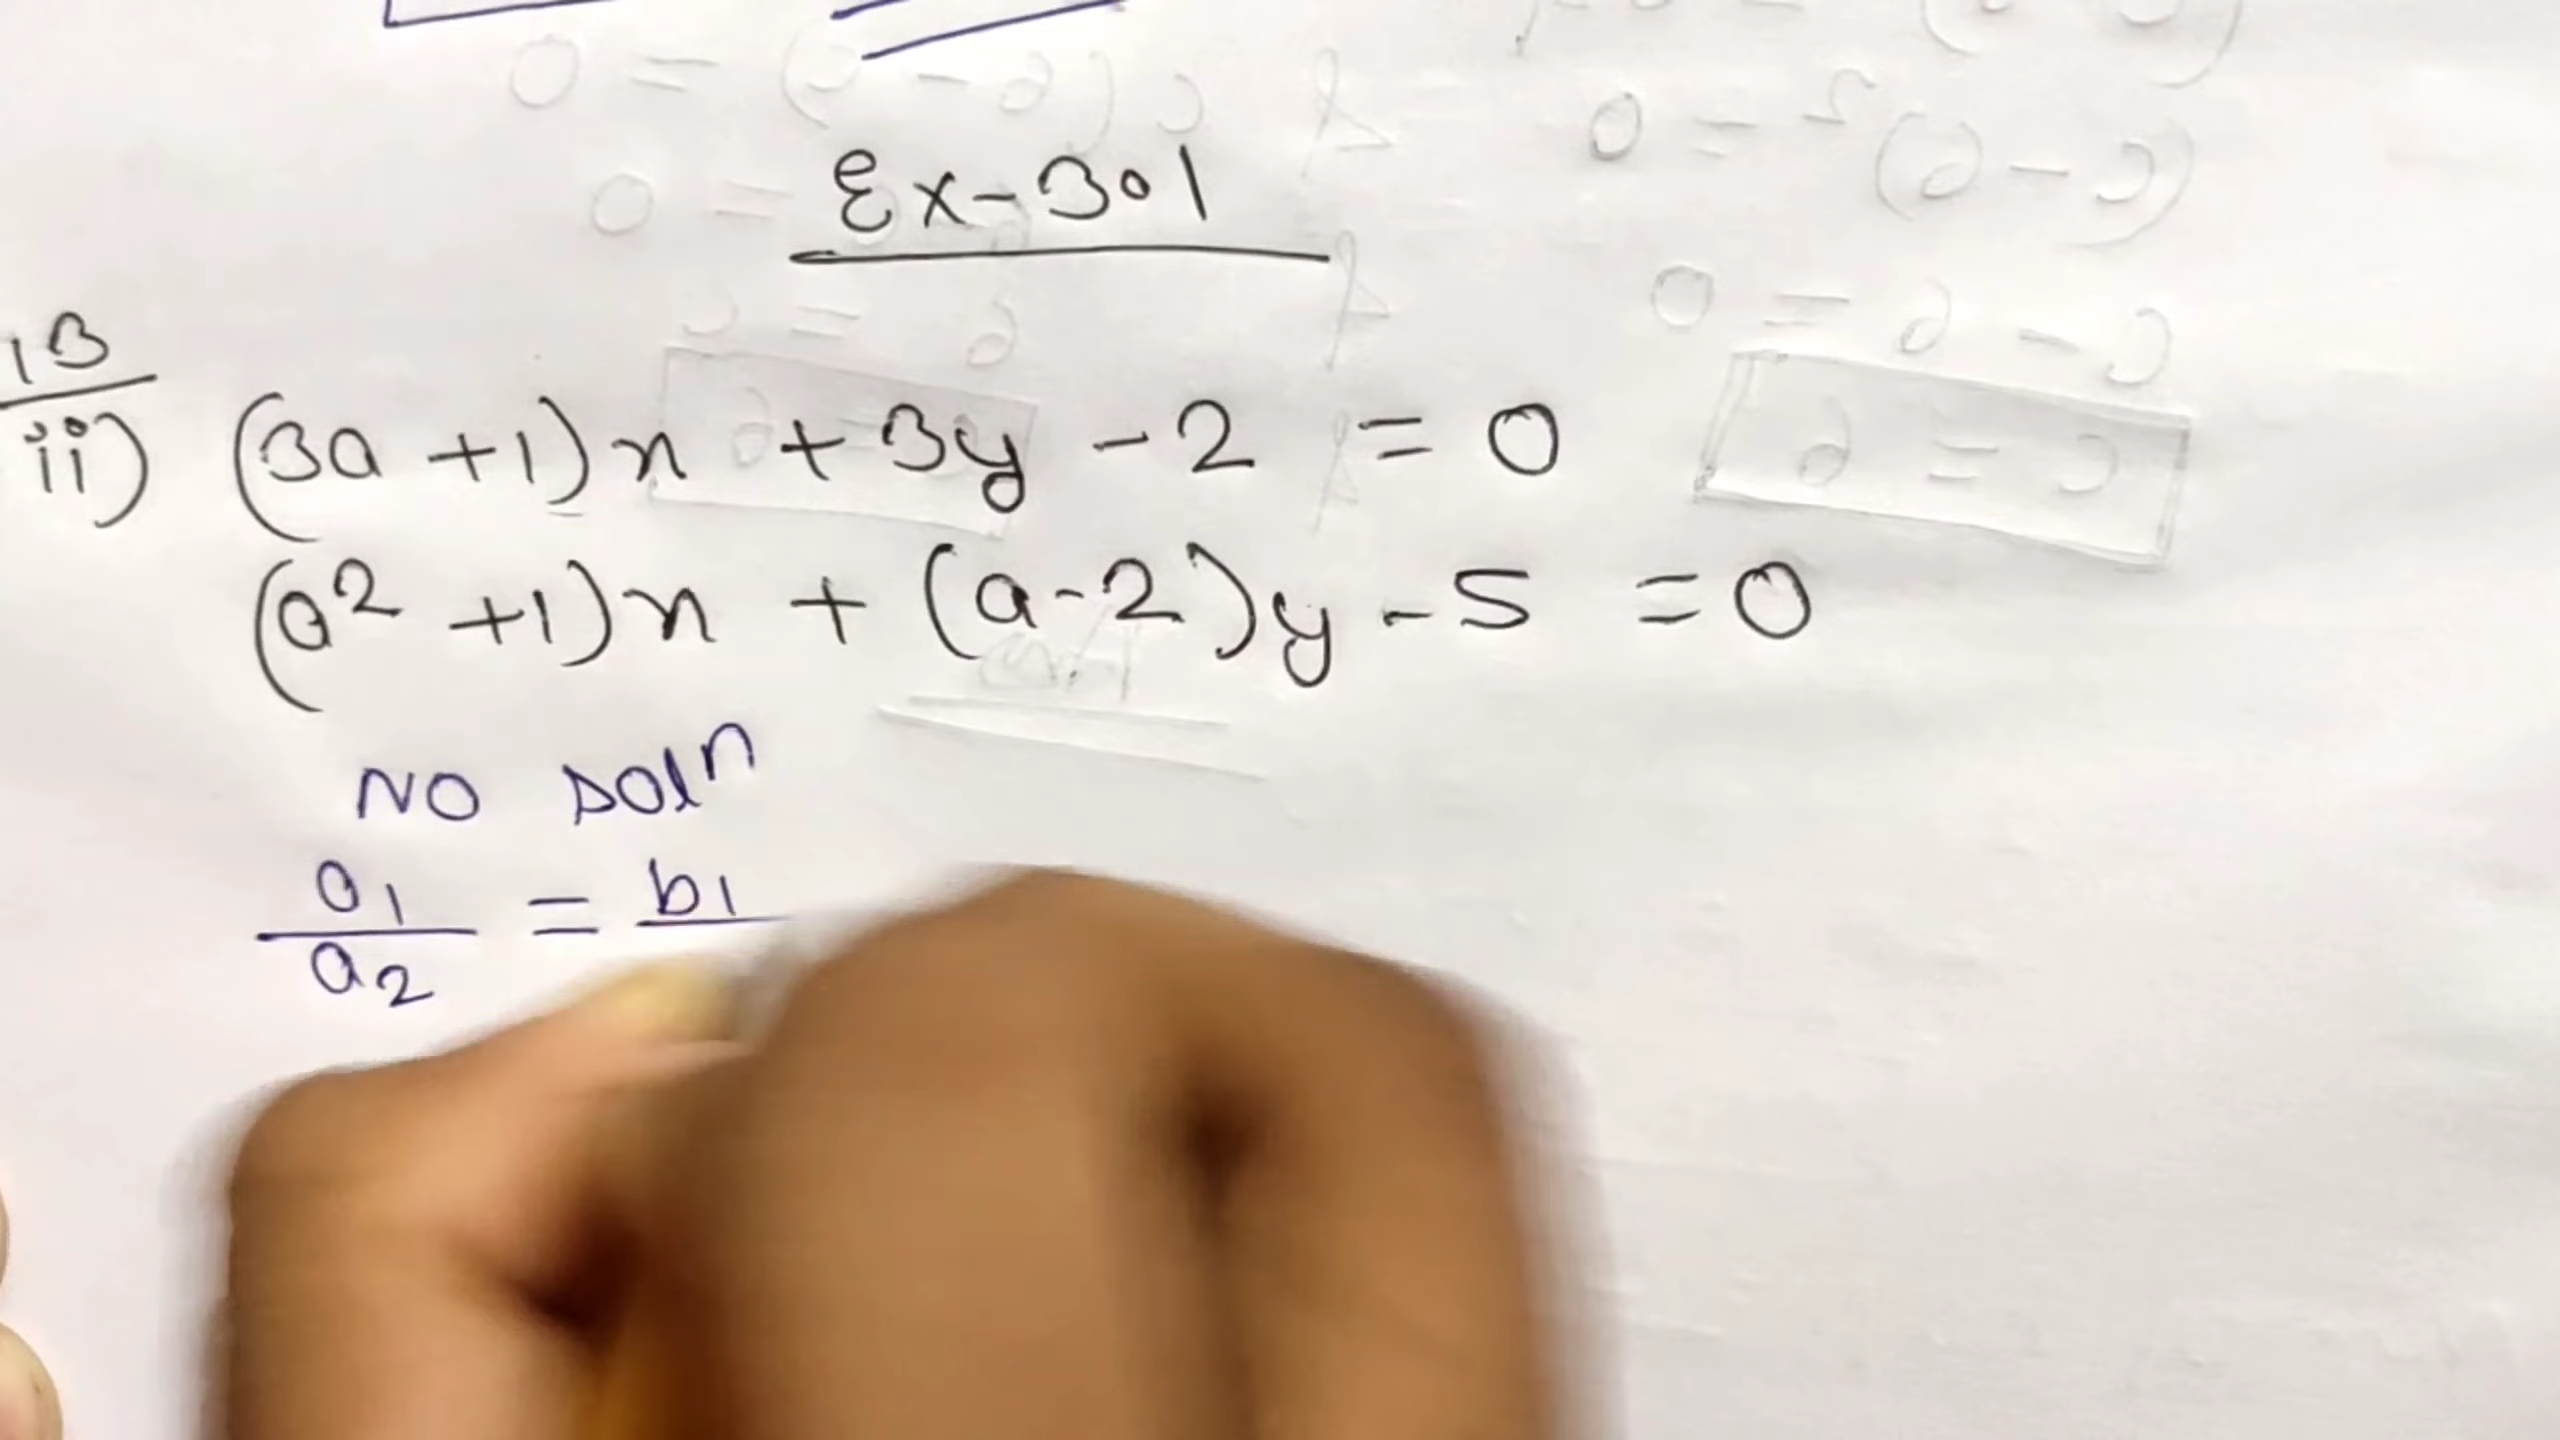 Ex-3.1
13
ii) (3a+1)x + 3y - 2 = 0
(a² + 1)x + (a-2)y - 5 = 0
NO solⁿ
a₁/a₂ = b₁